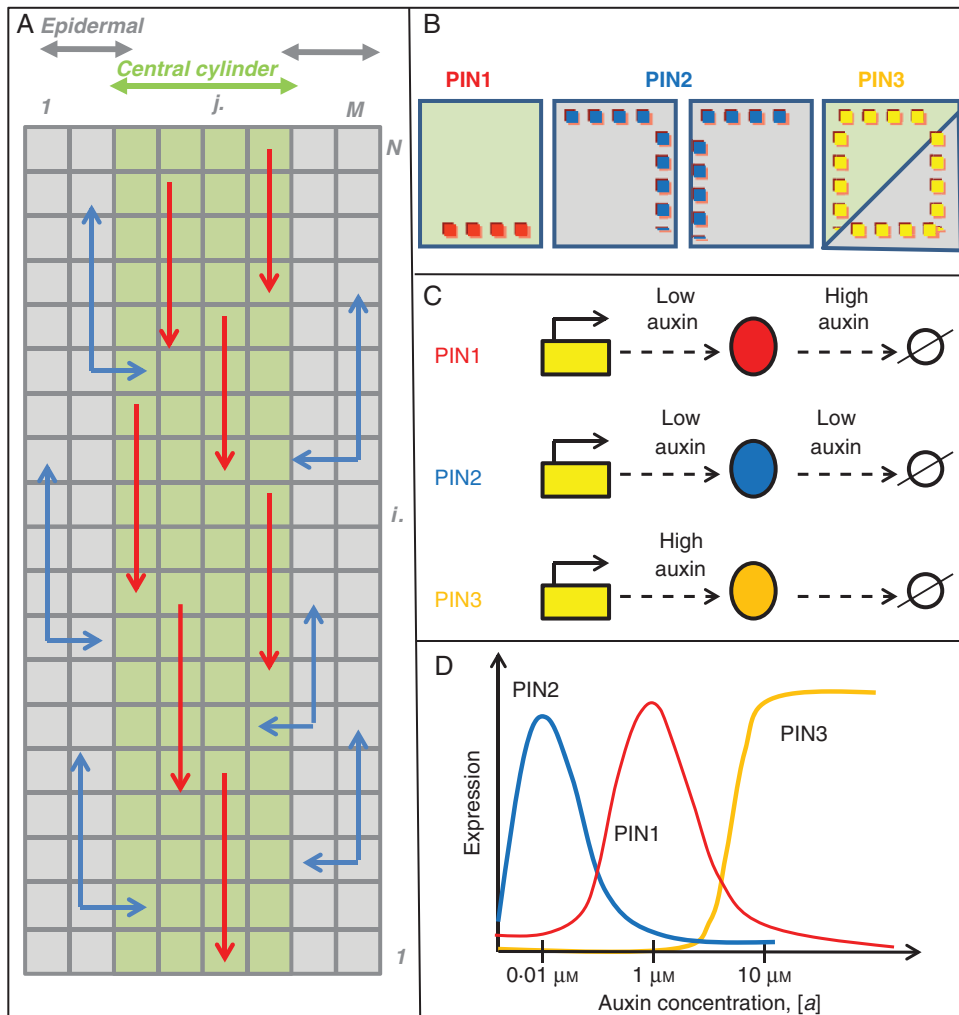 A
Epidermal
Central cylinder
1
j.
M
N
i.
1
B
PIN1
PIN2
PIN3
C
Low auxin
High auxin
PIN1
Low auxin
Low auxin
PIN2
High auxin
PIN3
D
PIN2
PIN3
PIN1
Expression
0·01 μM
1 μM
10 μM
Auxin concentration, [a]